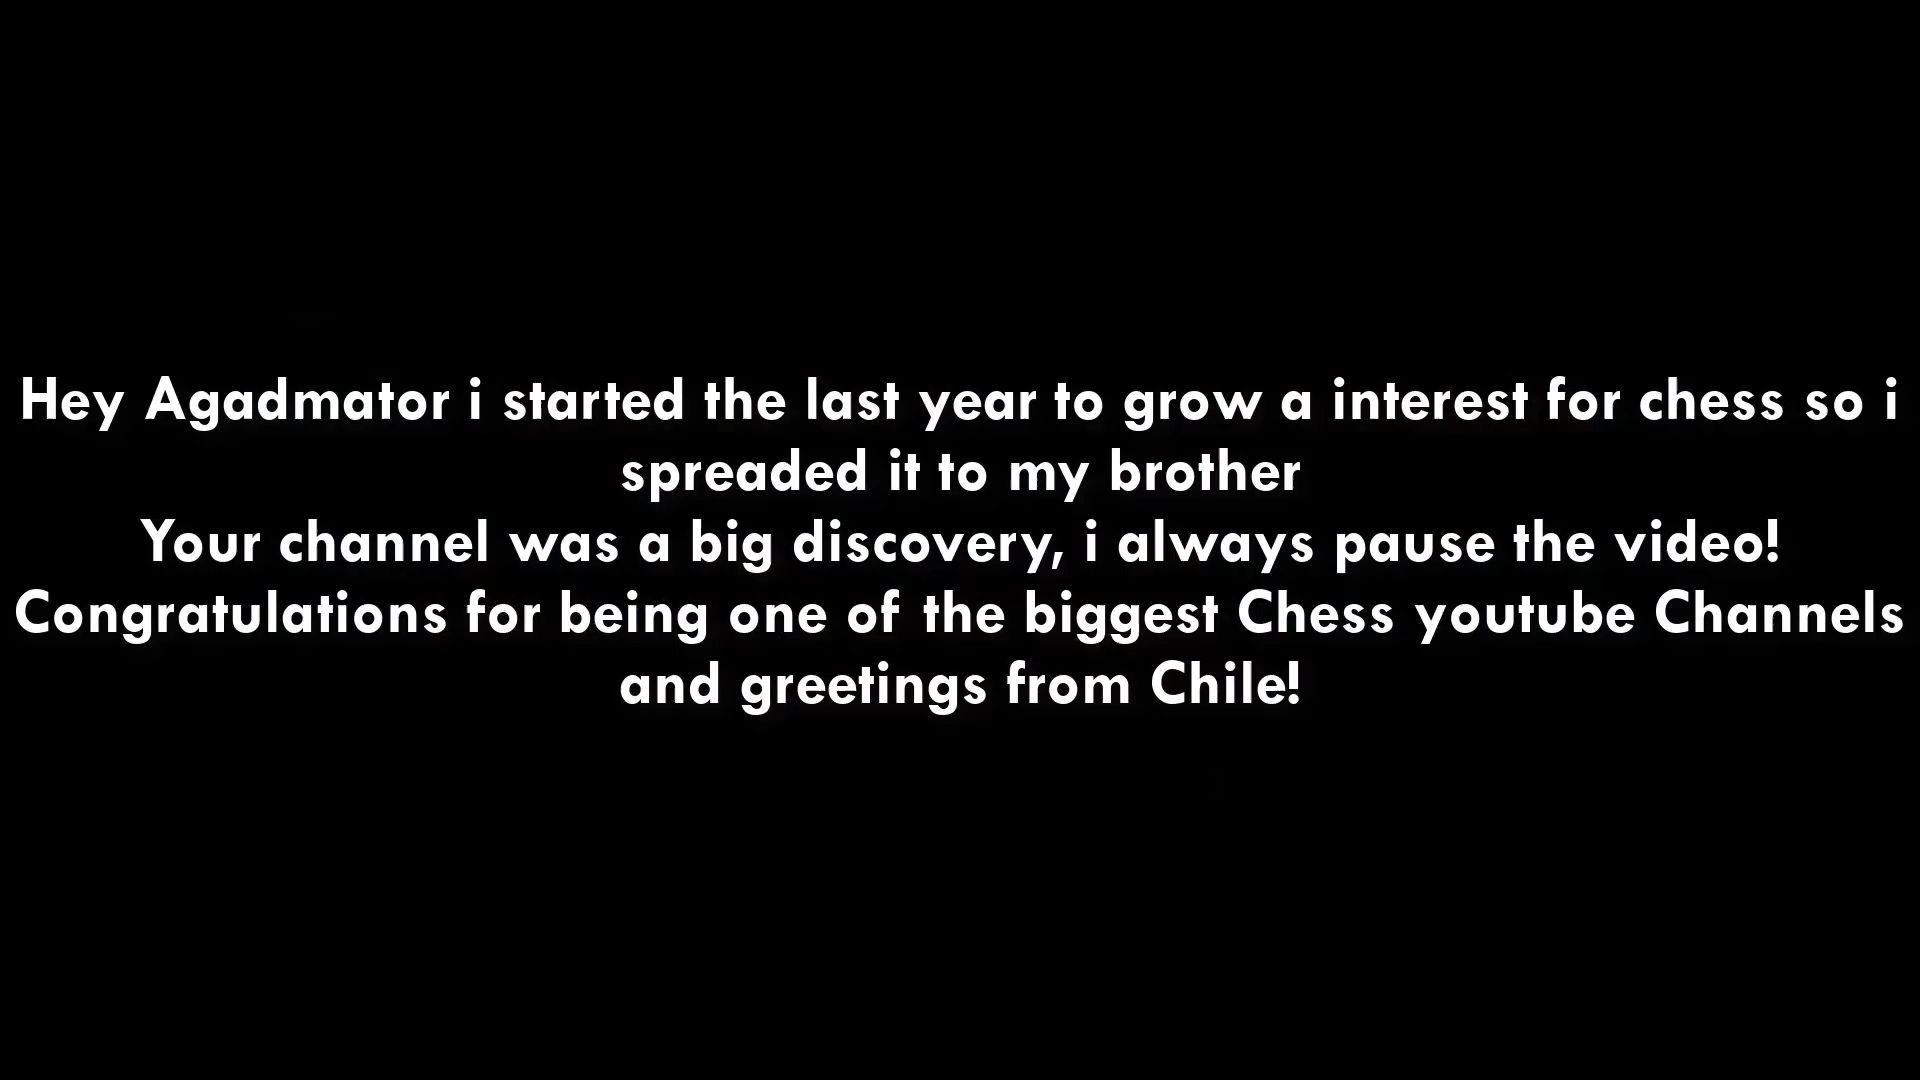 Hey Agadmator i started the last year to grow a interest for chess so i
spreaded it to my brother
Your channel was a big discovery, i always pause the video!
Congratulations for being one of the biggest Chess youtube Channels
and greetings from Chile!